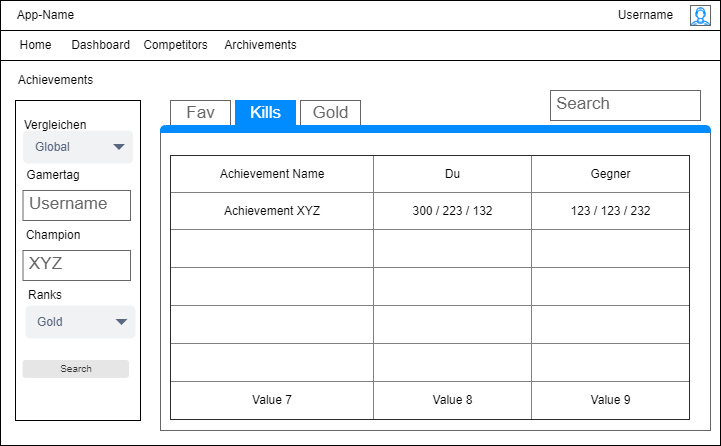 App-Name
Username
Home Dashboard Competitors Archivements
Achievements
Vergleichen
Global
Gamertag
Username
Champion
XYZ
Ranks
Gold
Search
Fav Kills Gold
Search
Achievement Name Du Gegner
Achievement XYZ 300 / 223 / 132 123 / 123 / 232
Value 7 Value 8 Value 9